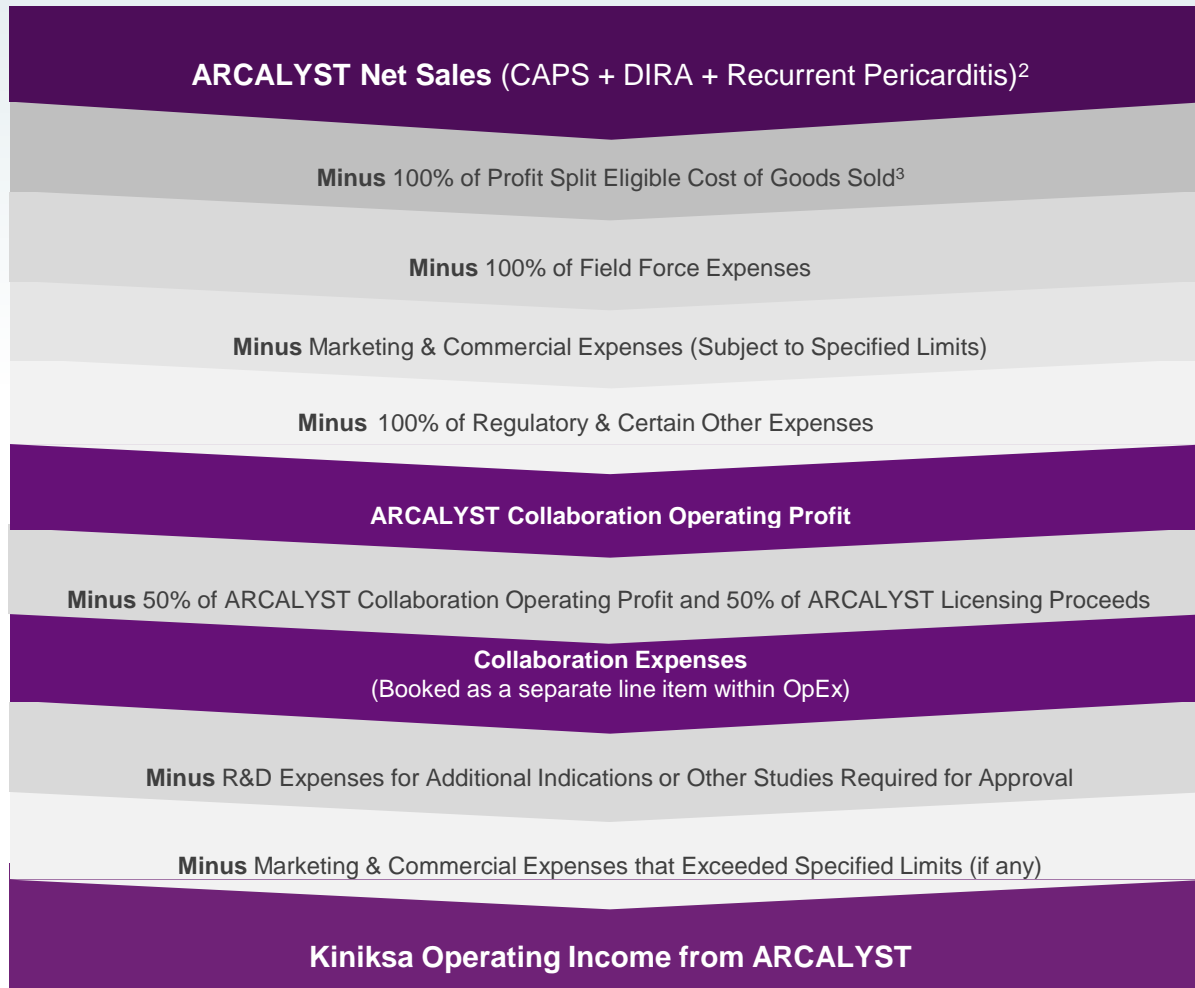 ARCALYST Net Sales (CAPS + DIRA + Recurrent Pericarditis)²
Minus 100% of Profit Split Eligible Cost of Goods Sold³
Minus 100% of Field Force Expenses
Minus Marketing & Commercial Expenses (Subject to Specified Limits)
Minus 100% of Regulatory & Certain Other Expenses
ARCALYST Collaboration Operating Profit
Minus 50% of ARCALYST Collaboration Operating Profit and 50% of ARCALYST Licensing Proceeds
Collaboration Expenses
(Booked as a separate line item within OpEx)
Minus R&D Expenses for Additional Indications or Other Studies Required for Approval
Minus Marketing & Commercial Expenses that Exceeded Specified Limits (if any)
Kiniksa Operating Income from ARCALYST